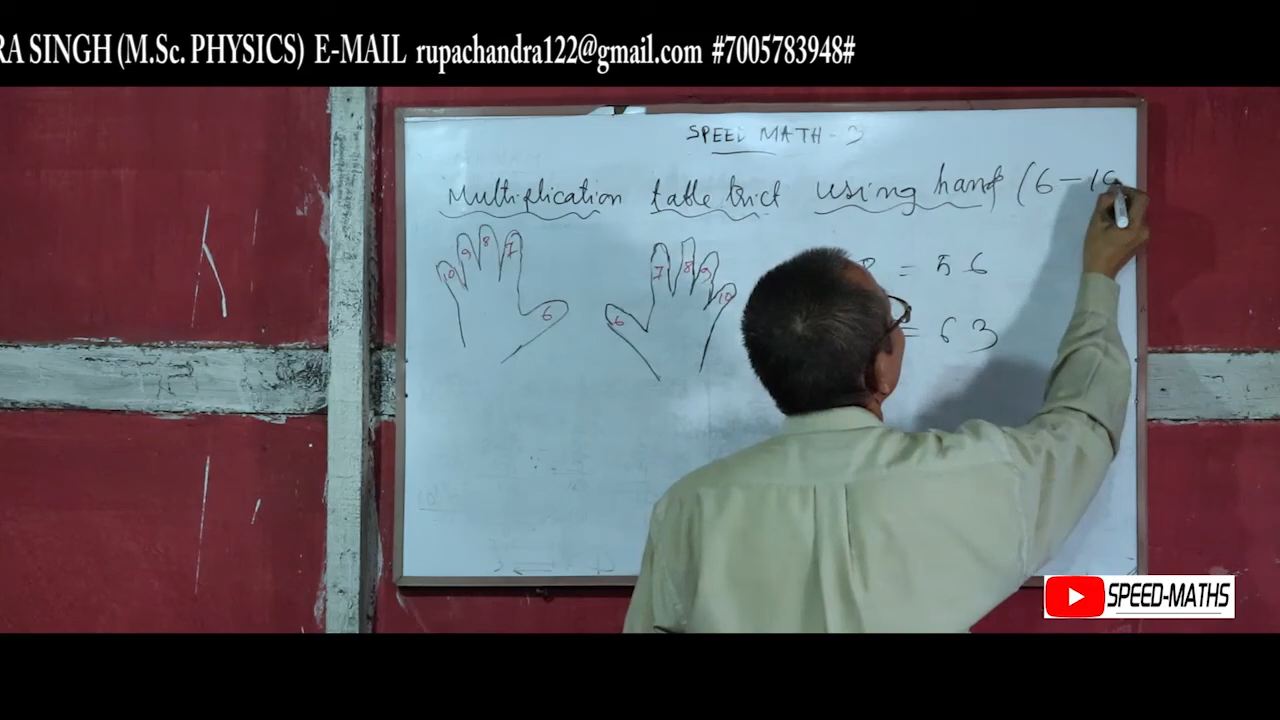 RA SINGH (M.Sc. PHYSICS) E-MAIL rupachandra122@gmail.com #7005783948#
SPEED MATH - 3
Multiplication table trict using hand (6-10
10 9 8 7 6
6 7 8 9 10
= 56
= 63
SPEED-MATHS